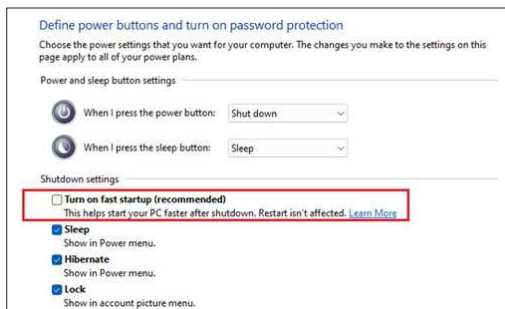 Define power buttons and turn on password protection
Choose the power settings that you want for your computer. The changes you make to the settings on this
page apply to all of your power plans.
Power and sleep button settings
When I press the power button: Shut down
When I press the sleep button: Sleep
Shutdown settings
Turn on fast startup (recommended)
This helps start your PC faster after shutdown. Restart isn't affected. Learn More
Sleep
Show in Power menu.
Hibernate
Show in Power menu.
Lock
Show in account picture menu.